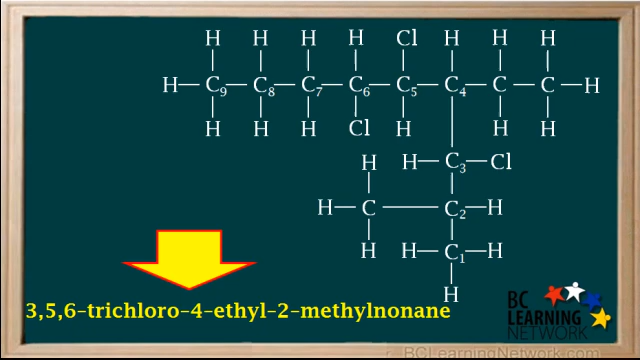 H H H H Cl H H H
H C9 C8 C7 C6 C5 C4 C C H
H H H Cl H H H
H H C3 Cl
H C C2 H
H H C1 H
H
3,5,6-trichloro-4-ethyl-2-methylnonane
BC
LEARNING
NETWORK
BCLearningNetwork.com